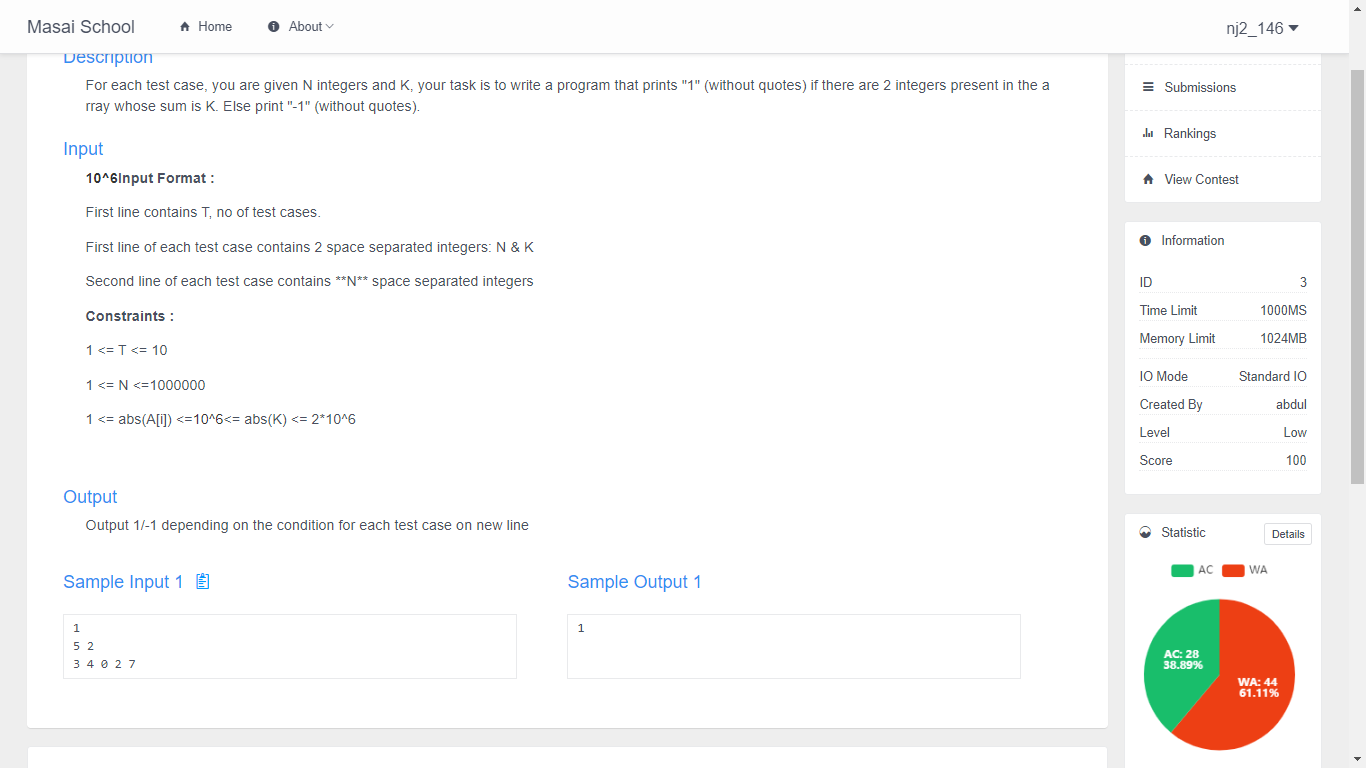 Masai School
Home
About
nj2_146
Description
For each test case, you are given N integers and K, your task is to write a program that prints "1" (without quotes) if there are 2 integers present in the a
rray whose sum is K. Else print "-1" (without quotes).
Input
10^6Input Format :
First line contains T, no of test cases.
First line of each test case contains 2 space separated integers: N & K
Second line of each test case contains **N** space separated integers
Constraints :
1 <= T <= 10
1 <= N <=1000000
1 <= abs(A[i]) <=10^6<= abs(K) <= 2*10^6
Output
Output 1/-1 depending on the condition for each test case on new line
Sample Input 1
1
5 2
3 4 0 2 7
Sample Output 1
1
Submissions
Rankings
View Contest
Information
ID 3
Time Limit 1000MS
Memory Limit 1024MB
IO Mode Standard IO
Created By abdul
Level Low
Score 100
Statistic
Details
AC WA
AC: 28
38.89%
WA: 44
61.11%